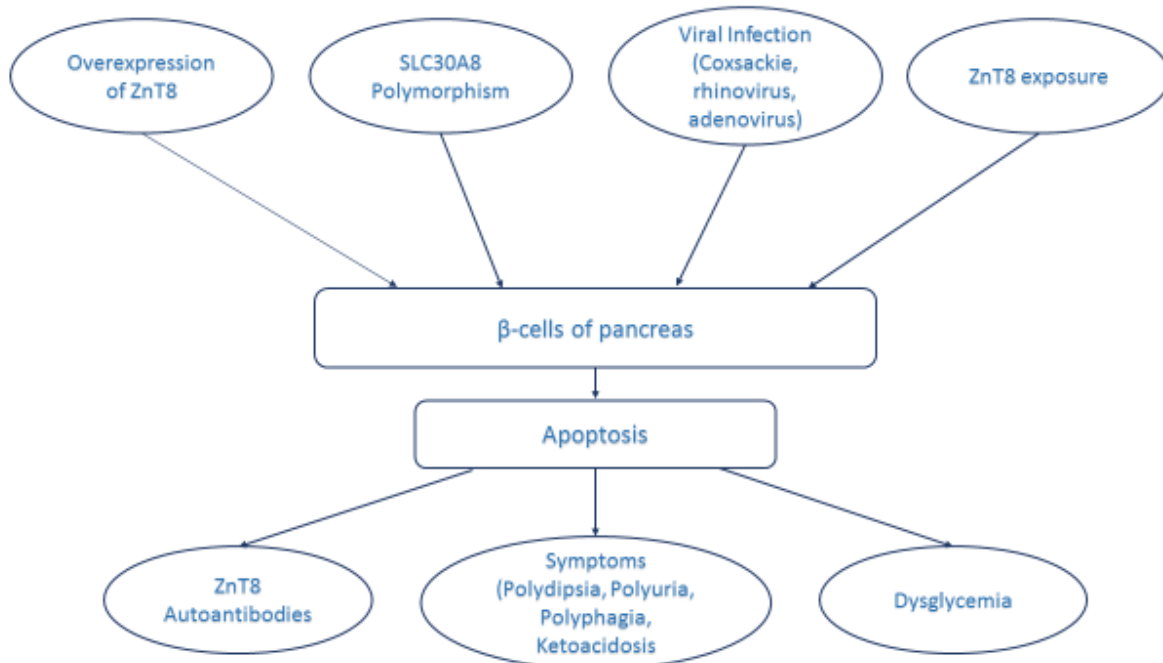 Overexpression
of ZnT8
SLC30A8
Polymorphism
Viral Infection
(Coxsackie,
rhinovirus,
adenovirus)
ZnT8 exposure
β-cells of pancreas
Apoptosis
ZnT8
Autoantibodies
Symptoms
(Polydipsia, Polyuria,
Polyphagia,
Ketoacidosis
Dysglycemia